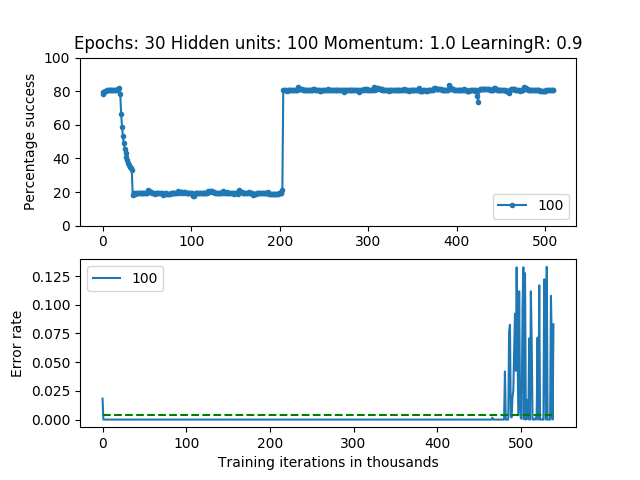 Epochs: 30 Hidden units: 100 Momentum: 1.0 LearningR: 0.9
100
80
60
40
20
0
Percentage success
100
0 100 200 300 400 500
0.125
0.100
0.075
0.050
0.025
0.000
Error rate
100
0 100 200 300 400 500
Training iterations in thousands